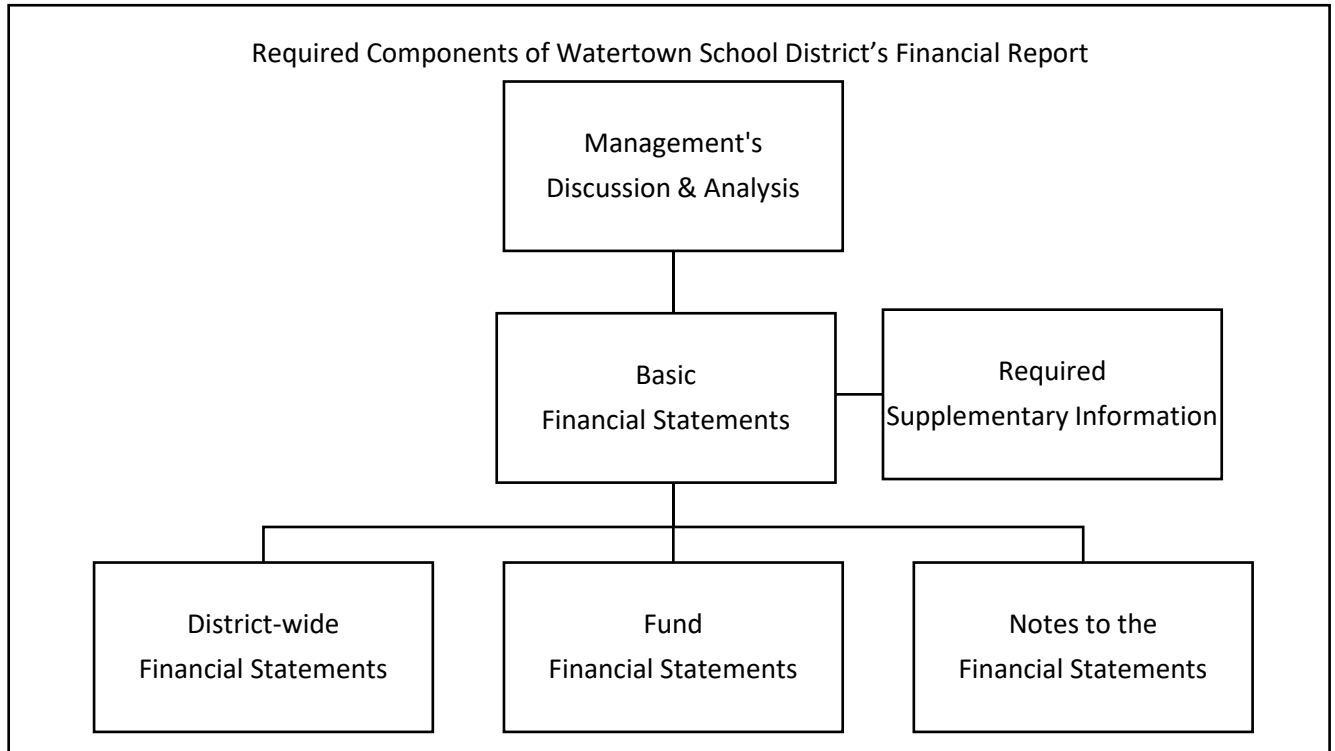 Required Components of Watertown School District’s Financial Report
Management's
Discussion & Analysis
Basic
Financial Statements
Required
Supplementary Information
District-wide
Financial Statements
Fund
Financial Statements
Notes to the
Financial Statements